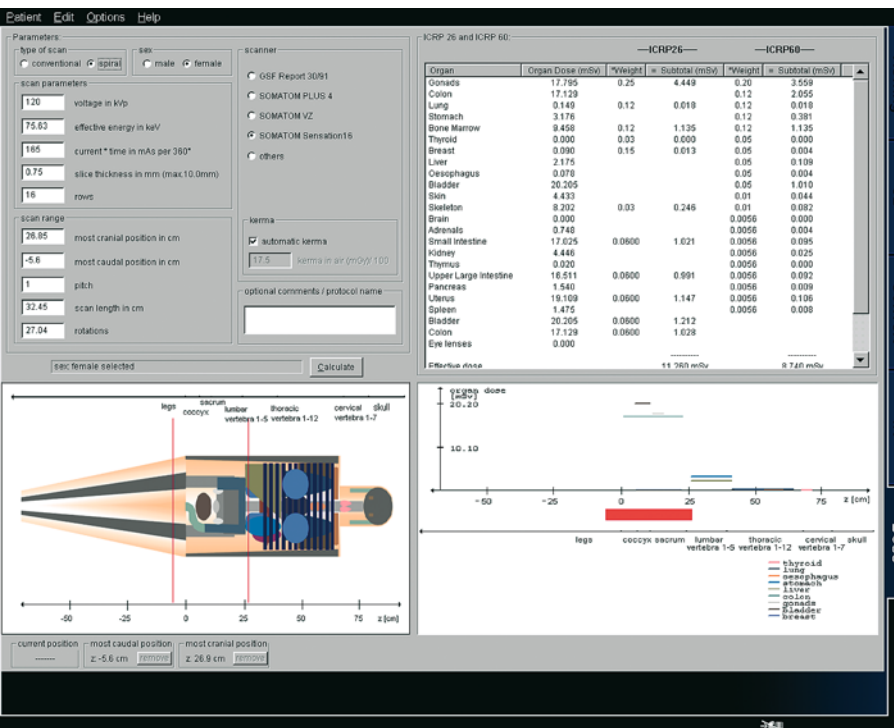 Patient Edit Options Help
Parameters:
type of scan
conventional spiral
sex
male female
scan parameters
120 voltage in kVp
75.63 effective energy in keV
165 current * time in mAs per 360°
0.75 slice thickness in mm (max.10.0mm)
16 rows
scan range
26.85 most cranial position in cm
-5.6 most caudal position in cm
1 pitch
32.45 scan length in cm
27.04 rotations
scanner
GSF Report 30/91
SOMATOM PLUS 4
SOMATOM VZ
SOMATOM Sensation16
others
kerma
automatic kerma
17.5 kerma in air (mGy)/ 100
optional comments / protocol name
sex female selected
Calculate
ICRP 26 and ICRP 60:
—ICRP26— —ICRP60—
Organ Organ Dose (mSv) *Weight = Subtotal (mSv) *Weight = Subtotal (mSv)
Gonads 17.795 0.25 4.449 0.20 3.559
Colon 17.129 0.12 2.055
Lung 0.149 0.12 0.018 0.12 0.018
Stomach 3.176 0.12 0.381
Bone Marrow 9.458 0.12 1.135 0.12 1.135
Thyroid 0.000 0.03 0.000 0.05 0.000
Breast 0.090 0.15 0.013 0.05 0.004
Liver 2.175 0.05 0.109
Oesophagus 0.078 0.05 0.004
Bladder 20.205 0.05 1.010
Skin 4.433 0.01 0.044
Skeleton 8.202 0.03 0.246 0.01 0.082
Brain 0.000 0.0056 0.000
Adrenals 0.748 0.0056 0.004
Small Intestine 17.025 0.0600 1.021 0.0056 0.095
Kidney 4.446 0.0056 0.025
Thymus 0.020 0.0056 0.000
Upper Large Intestine 16.511 0.0600 0.991 0.0056 0.092
Pancreas 1.540 0.0056 0.009
Uterus 19.109 0.0600 1.147 0.0056 0.106
Spleen 1.475 0.0056 0.008
Bladder 20.205 0.0600 1.212
Colon 17.129 0.0600 1.028
Eye lenses 0.000
---------- ----------
Effective dose 11.260 mSv 8.740 mSv
legs coccyx sacrum lumbar vertebra 1-5 thoracic vertebra 1-12 cervical vertebra 1-7 skull
-50 -25 0 25 50 75 z [cm]
organ dose
[mSv]
20.20
10.10
-50 -25 0 25 50 75 z [cm]
legs coccyx sacrum lumbar vertebra 1-5 thoracic vertebra 1-12 cervical vertebra 1-7 skull
thyroid
lung
oesophagus
stomach
liver
colon
gonads
bladder
breast
current position
-------
most caudal position
z: -5.6 cm remove
most cranial position
z: 26.9 cm remove